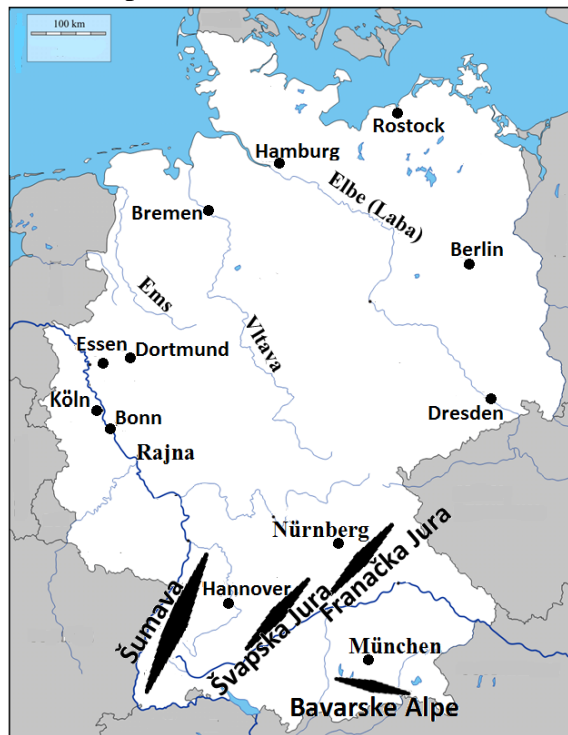 100 km
Rostock
Hamburg
Elbe (Laba)
Bremen
Berlin
Ems
Vltava
Essen
Dortmund
Köln
Bonn
Dresden
Rajna
Nürnberg
Franačka Jura
Šumava
Hannover
Švapska Jura
München
Bavarske Alpe